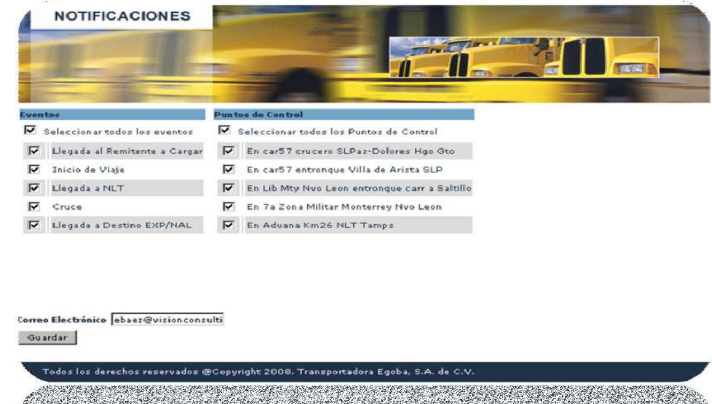 NOTIFICACIONES
Eventos
Seleccionar todos los eventos
Llegada al Remitente a Cargar
Inicio de Viaje
Llegada a NLT
Cruce
Llegada a Destino EXP/NAL
Puntos de Control
Seleccionar todos los Puntos de Control
En car57 crucero SLPaz-Dolores Hgo Gto
En car57 entronque Villa de Arista SLP
En Lib Mty Nvo Leon entronque carr a Saltillo
En 7a Zona Militar Monterrey Nvo Leon
En Aduana Km26 NLT Tamps
Correo Electrónico ebaez@visionconsulti
Guardar
Todos los derechos reservados @Copyright 2008. Transportadora Egoba, S.A. de C.V.